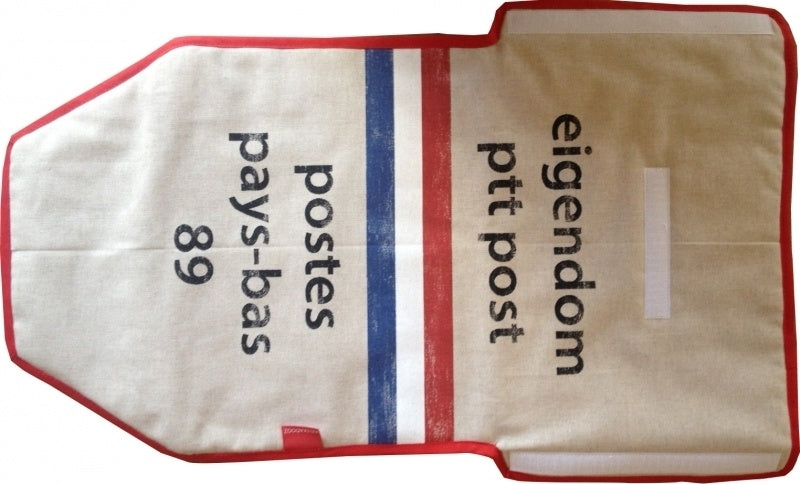 eigendom
ptt post
postes
pays-bas
89